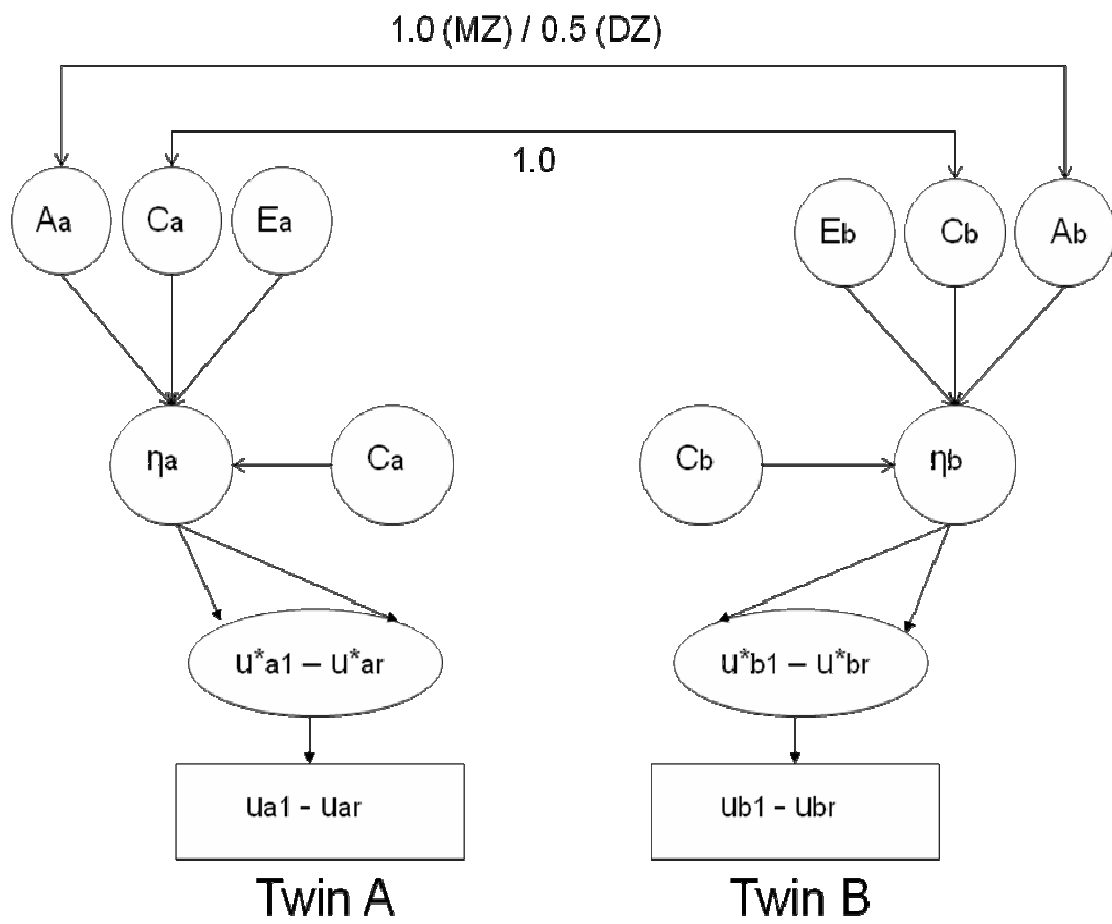 1.0 (MZ) / 0.5 (DZ)
1.0
Aa Ca Ea Eb Cb Ab
ηa Ca Cb ηb
u*a1 – u*ar u*b1 – u*br
ua1 - uar ub1 - ubr
Twin A Twin B